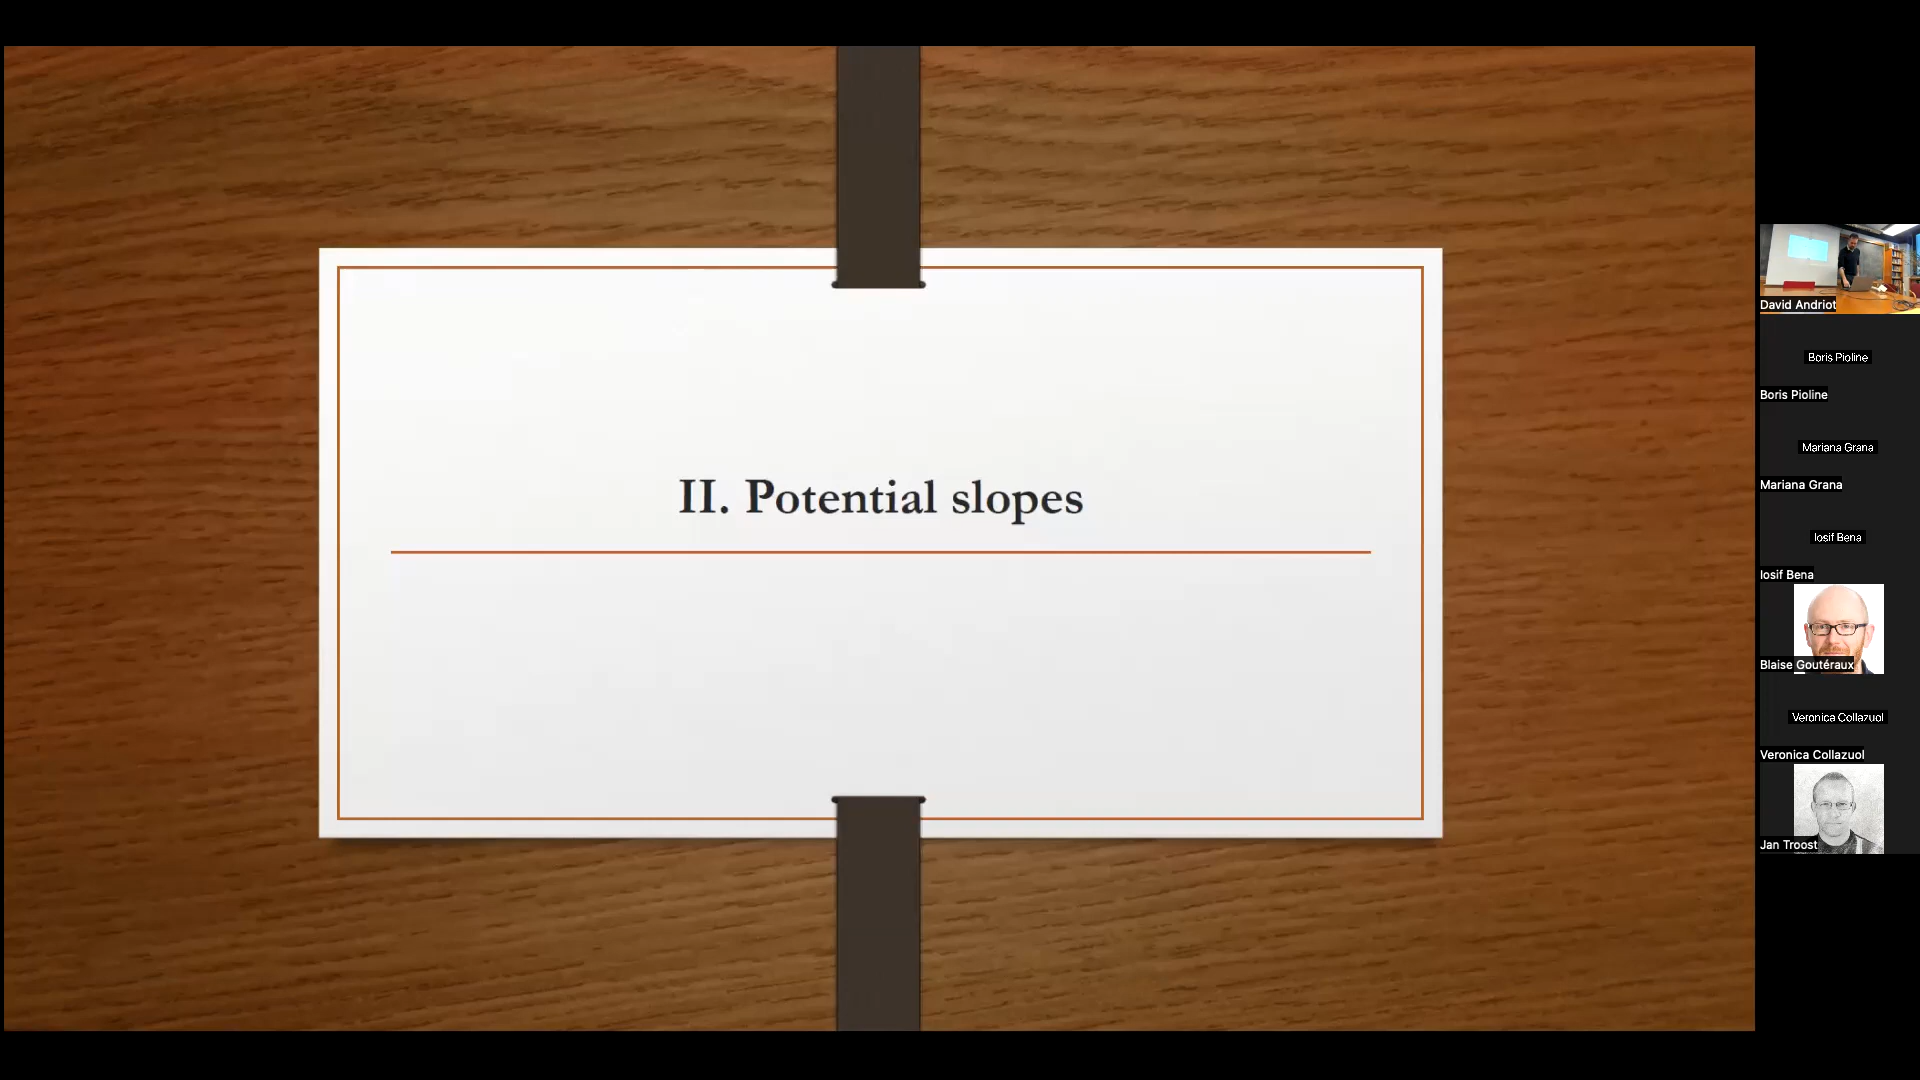 II. Potential slopes
David Andriot
Boris Pioline
Boris Pioline
Mariana Grana
Mariana Grana
Iosif Bena
Iosif Bena
Blaise Goutéraux
Veronica Collazuol
Veronica Collazuol
Jan Troost